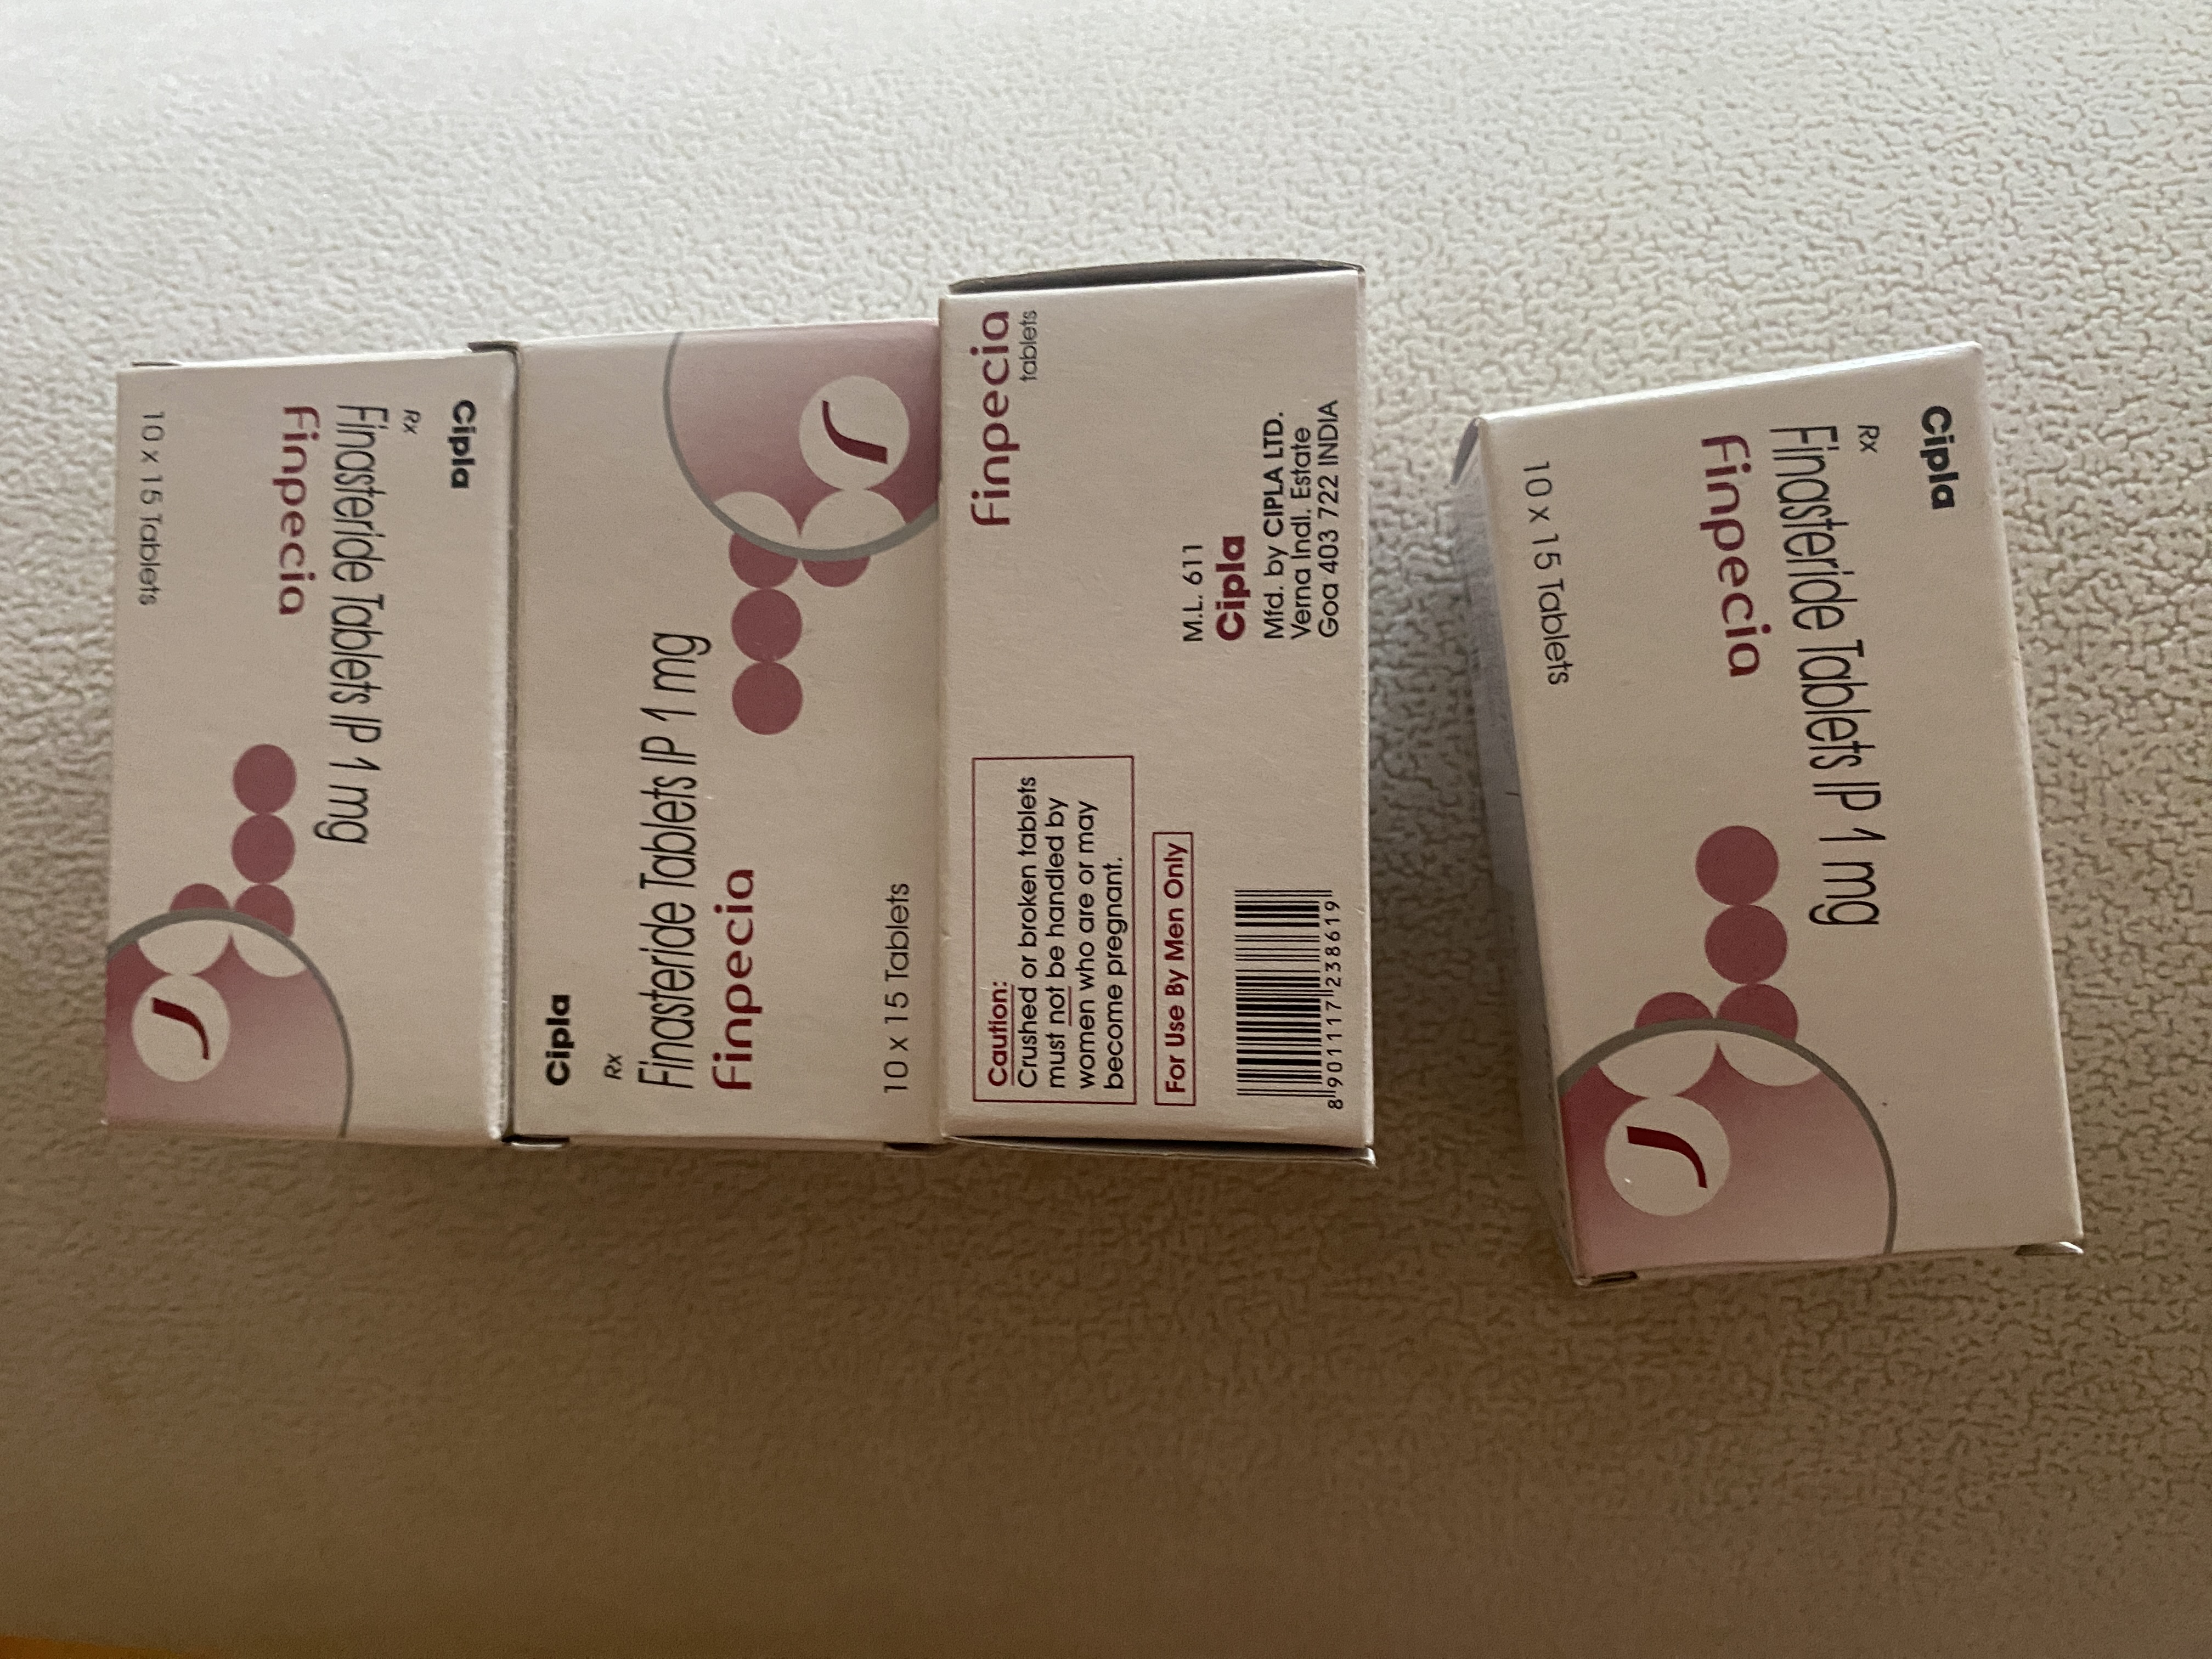 10 x 15 Tablets
Finpecia
Finasteride Tablets IP 1 mg
Rx
Cipla
Cipla
Rx
Finasteride Tablets IP 1 mg
Finpecia
10 x 15 Tablets
Finpecia
tablets
Caution:
Crushed or broken tablets
must not be handled by
women who are or may
become pregnant.
For Use By Men Only
M.L. 611
Cipla
Mfd. by CIPLA LTD.
Verna Indl. Estate
Goa 403 722 INDIA
8 901117 238619
Cipla
Rx
Finasteride Tablets IP 1 mg
Finpecia
10 x 15 Tablets